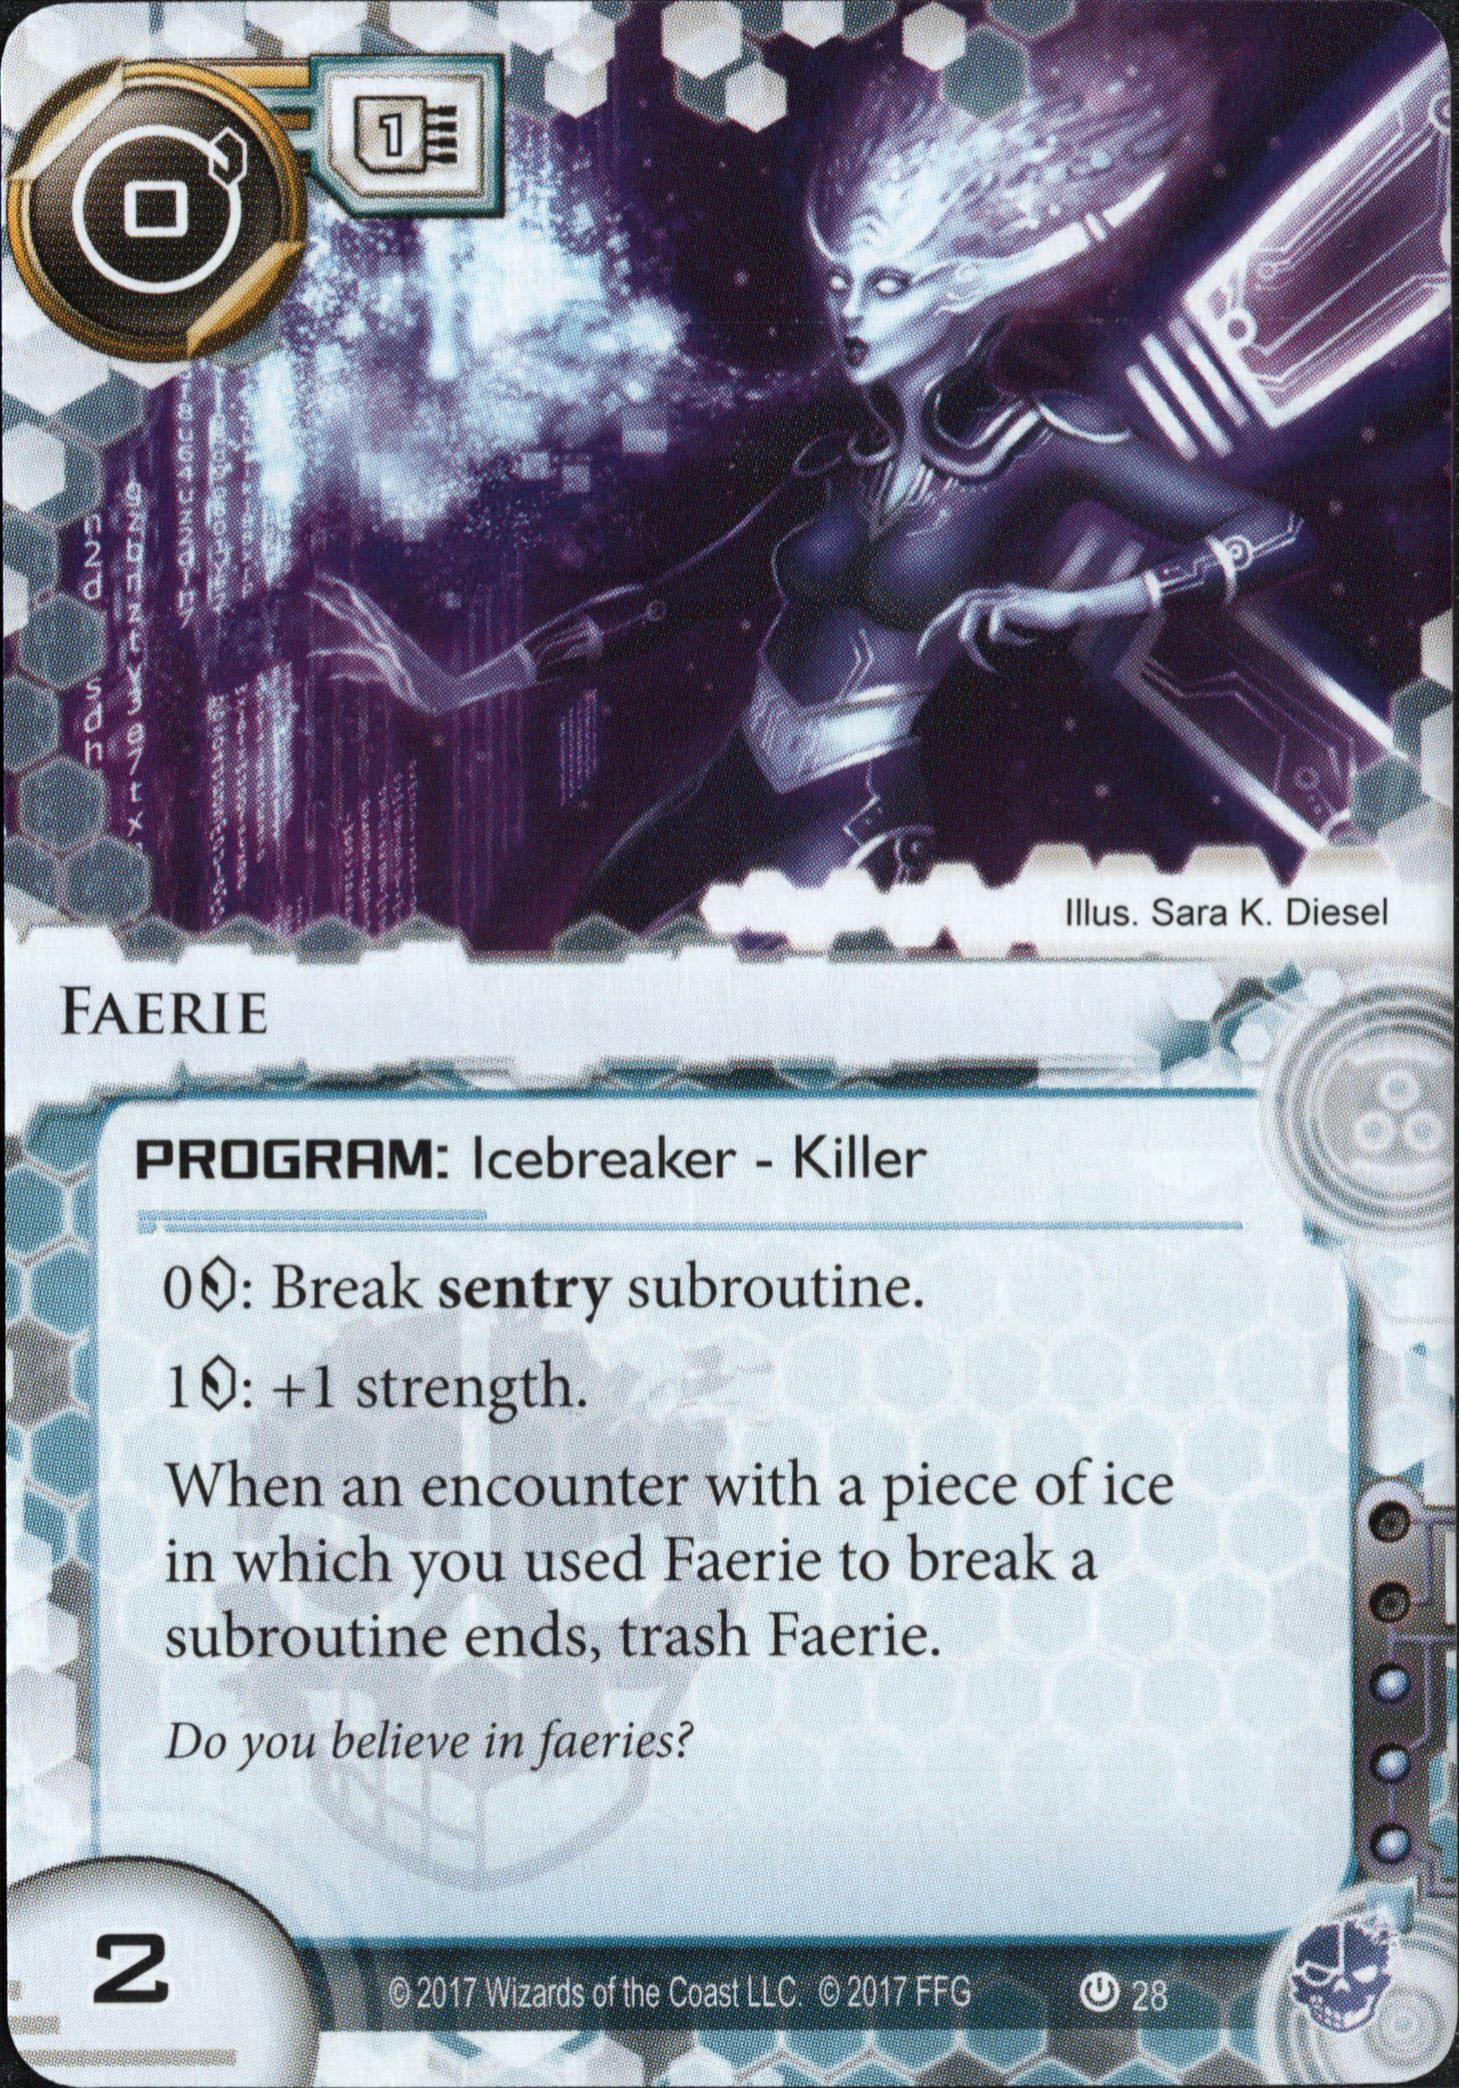 0
1
Illus. Sara K. Diesel
FAERIE
PROGRAM: Icebreaker - Killer
0: Break sentry subroutine.
1: +1 strength.
When an encounter with a piece of ice
in which you used Faerie to break a
subroutine ends, trash Faerie.
Do you believe in faeries?
2
© 2017 Wizards of the Coast LLC. © 2017 FFG
28